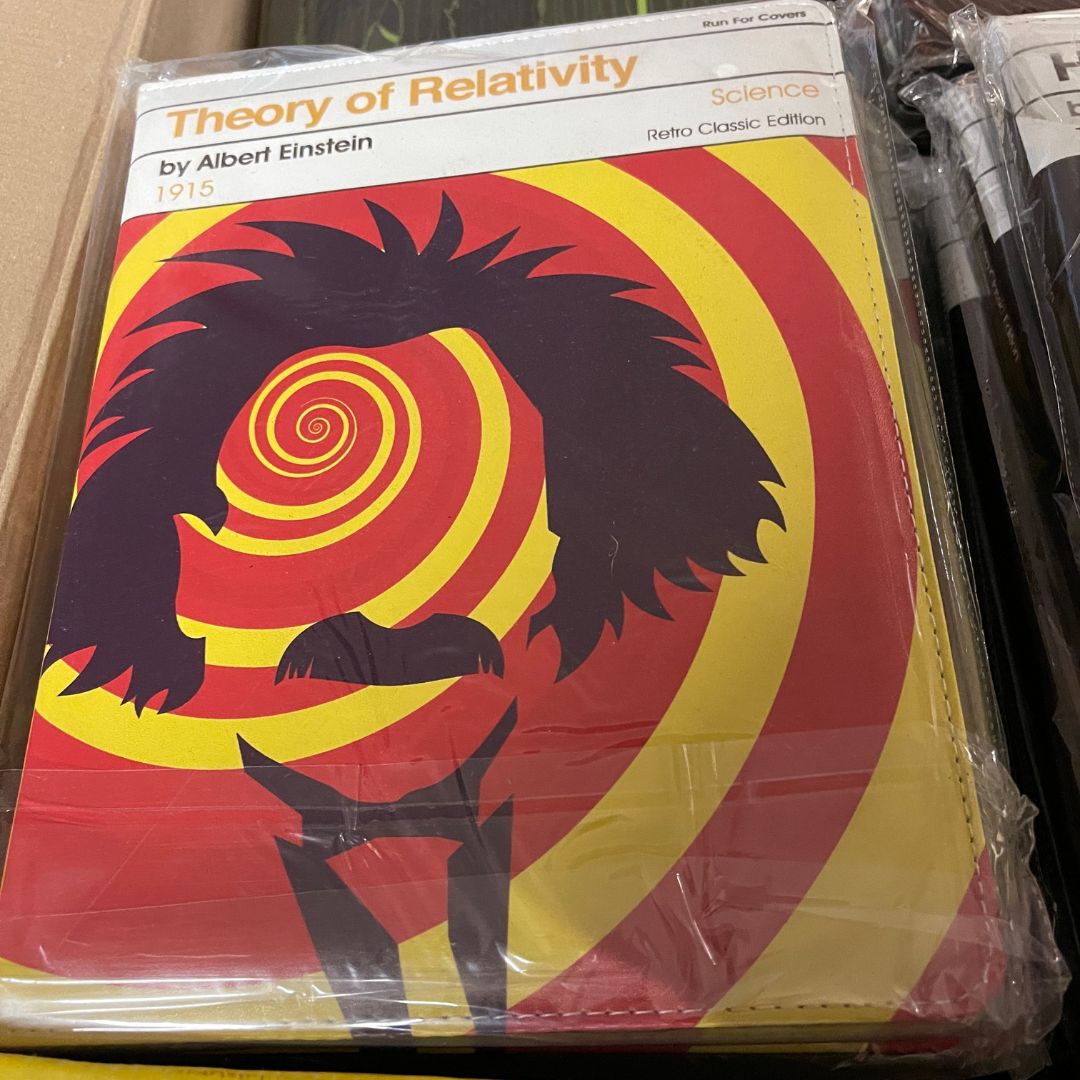 Run For Covers
Theory of Relativity
Science
by Albert Einstein
Retro Classic Edition
1915
H
b